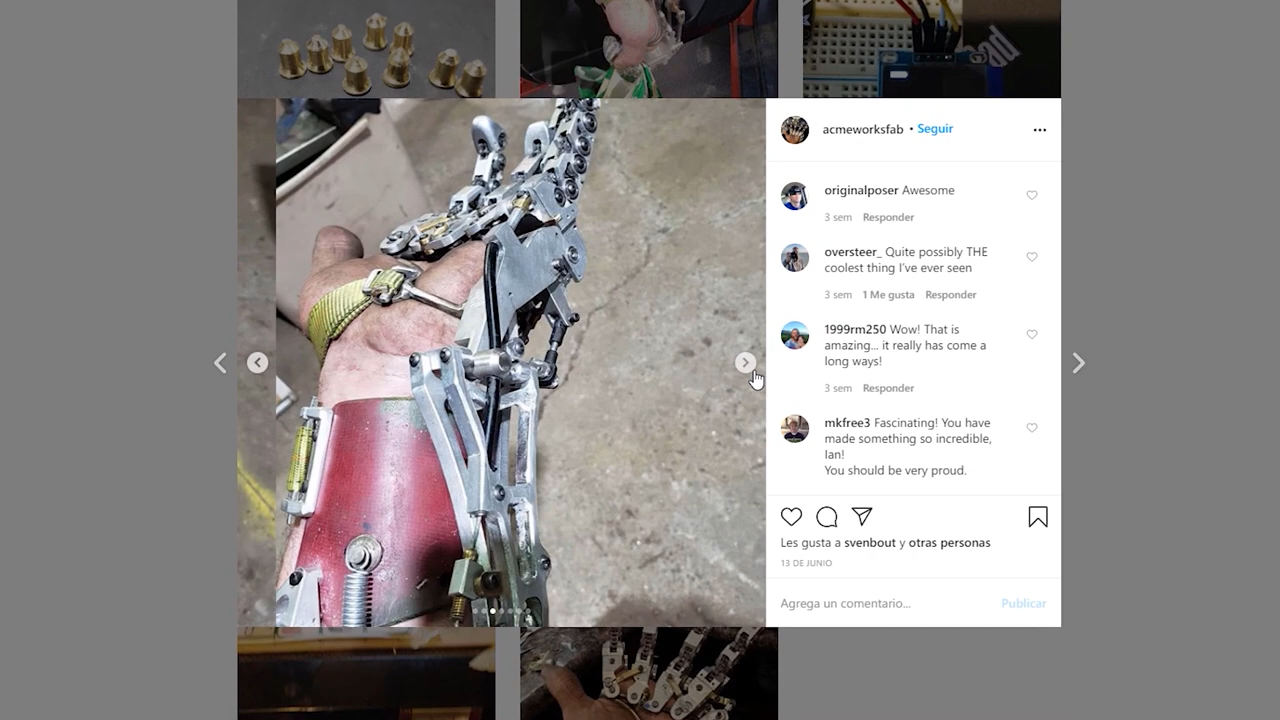 ad
acmeworksfab • Seguir
originalposer Awesome
3 sem Responder
oversteer_ Quite possibly THE
coolest thing I've ever seen
3 sem 1 Me gusta Responder
1999rm250 Wow! That is
amazing... it really has come a
long ways!
3 sem Responder
mkfree3 Fascinating! You have
made something so incredible,
Ian!
You should be very proud.
Les gusta a svenbout y otras personas
13 DE JUNIO
Agrega un comentario... Publicar